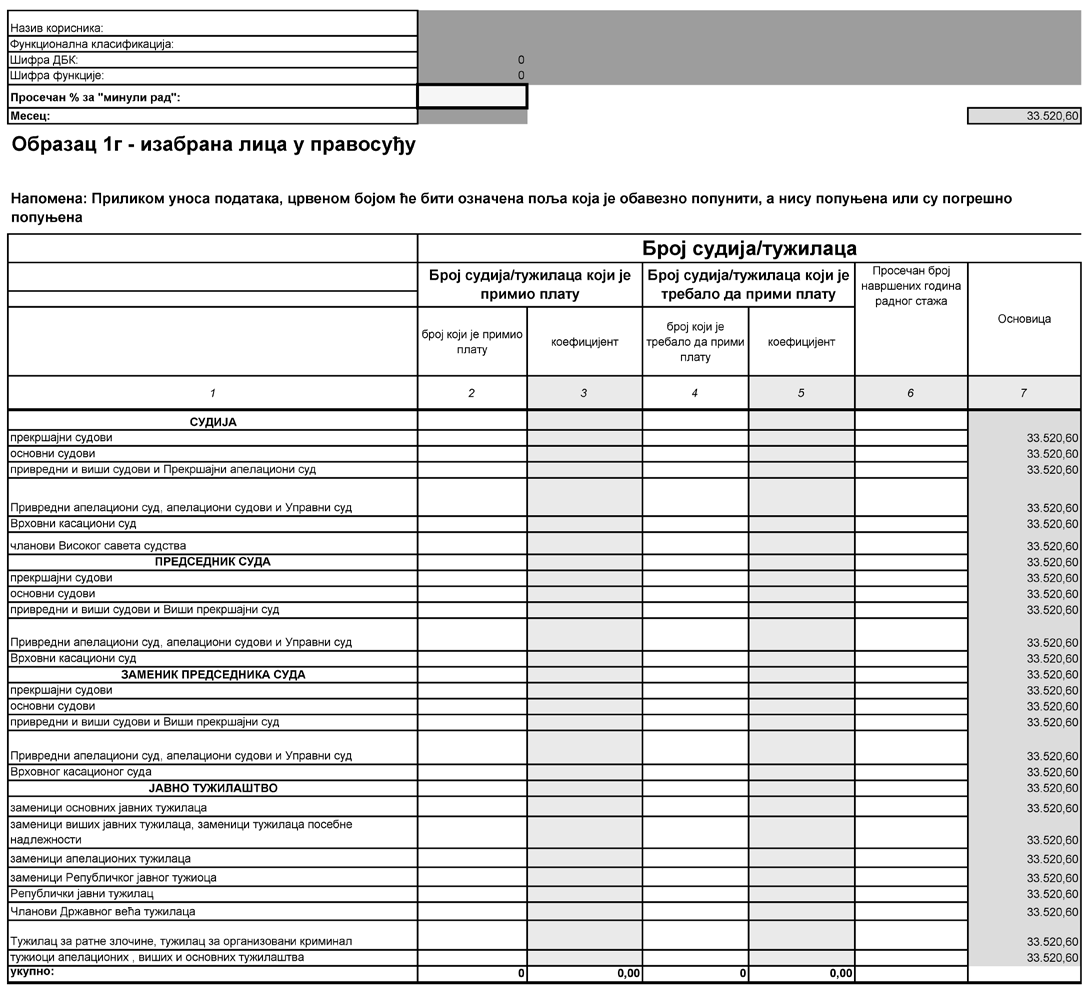 Назив корисника:
Функционална класификација:
Шифра ДБК: 0
Шифра функције: 0
Просечан % за "минули рад":
Месец: 33.520,60
Образац 1г - изабрана лица у правосуђу
Напомена: Приликом уноса података, црвеном бојом ће бити означена поља која је обавезно попунити, а нису попуњена или су погрешно
попуњена
Број судија/тужилаца
Број судија/тужилаца који је
примио плату
Број судија/тужилаца који је
требало да прими плату
Просечан број
навршених година
радног стажа
Основица
број који је примио
плату
коефицијент
број који је
требало да прими
плату
коефицијент
1 2 3 4 5 6 7
СУДИЈА
прекршајни судови 33.520,60
основни судови 33.520,60
привредни и виши судови и Прекршајни апелациони суд 33.520,60
Привредни апелациони суд, апелациони судови и Управни суд 33.520,60
Врховни касациони суд 33.520,60
чланови Високог савета судства 33.520,60
ПРЕДСЕДНИК СУДА 33.520,60
прекршајни судови 33.520,60
основни судови 33.520,60
привредни и виши судови и Виши прекршајни суд 33.520,60
Привредни апелациони суд, апелациони судови и Управни суд 33.520,60
Врховни касациони суд 33.520,60
ЗАМЕНИК ПРЕДСЕДНИКА СУДА 33.520,60
прекршајни судови 33.520,60
основни судови 33.520,60
привредни и виши судови и Виши прекршајни суд 33.520,60
Привредни апелациони суд, апелациони судови и Управни суд 33.520,60
Врховног касационог суда 33.520,60
ЈАВНО ТУЖИЛАШТВО 33.520,60
заменици основних јавних тужилаца 33.520,60
заменици виших јавних тужилаца, заменици тужилаца посебне
надлежности 33.520,60
заменици апелационих тужилаца 33.520,60
заменици Републичког јавног тужиоца 33.520,60
Републички јавни тужилац 33.520,60
Чланови Државног већа тужилаца 33.520,60
Тужилац за ратне злочине, тужилац за организовани криминал 33.520,60
тужиоци апелационих , виших и основних тужилаштва 33.520,60
укупно: 0 0,00 0 0,00